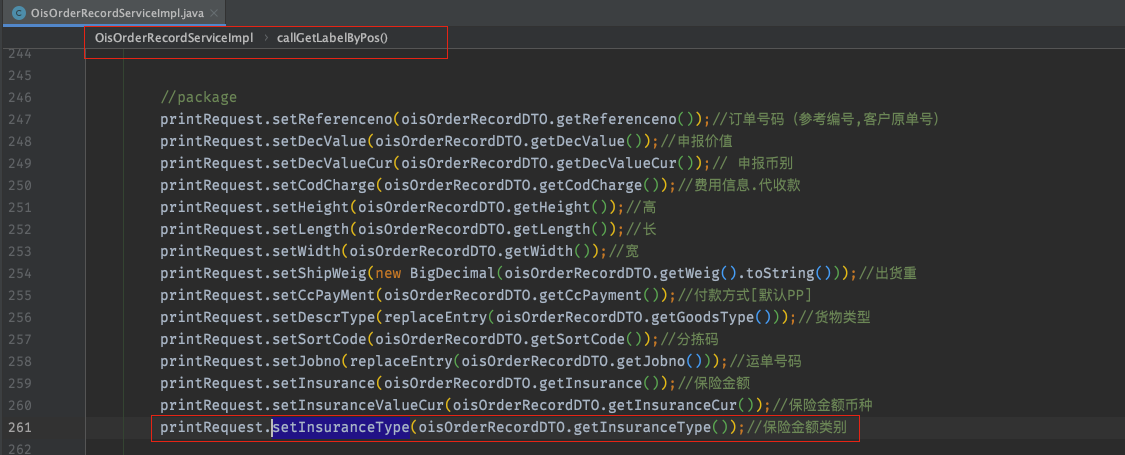 OisOrderRecordServiceImpl.java
OisOrderRecordServiceImpl > callGetLabelByPos()
244
245
246 //package
247 printRequest.setReferenceno(oisOrderRecordDTO.getReferenceno());//订单号码（参考编号,客户原单号）
248 printRequest.setDecValue(oisOrderRecordDTO.getDecValue());//申报价值
249 printRequest.setDecValueCur(oisOrderRecordDTO.getDecValueCur());// 申报币别
250 printRequest.setCodCharge(oisOrderRecordDTO.getCodCharge());//费用信息.代收款
251 printRequest.setHeight(oisOrderRecordDTO.getHeight());//高
252 printRequest.setLength(oisOrderRecordDTO.getLength());//长
253 printRequest.setWidth(oisOrderRecordDTO.getWidth());//宽
254 printRequest.setShipWeig(new BigDecimal(oisOrderRecordDTO.getWeig().toString()));//出货重
255 printRequest.setCcPayMent(oisOrderRecordDTO.getCcPayment());//付款方式[默认PP]
256 printRequest.setDescrType(replaceEntry(oisOrderRecordDTO.getGoodsType()));//货物类型
257 printRequest.setSortCode(oisOrderRecordDTO.getSortCode());//分拣码
258 printRequest.setJobno(replaceEntry(oisOrderRecordDTO.getJobno()));//运单号码
259 printRequest.setInsurance(oisOrderRecordDTO.getInsurance());//保险金额
260 printRequest.setInsuranceValueCur(oisOrderRecordDTO.getInsuranceCur());//保险金额币种
261 printRequest.setInsuranceType(oisOrderRecordDTO.getInsuranceType());//保险金额类别
262